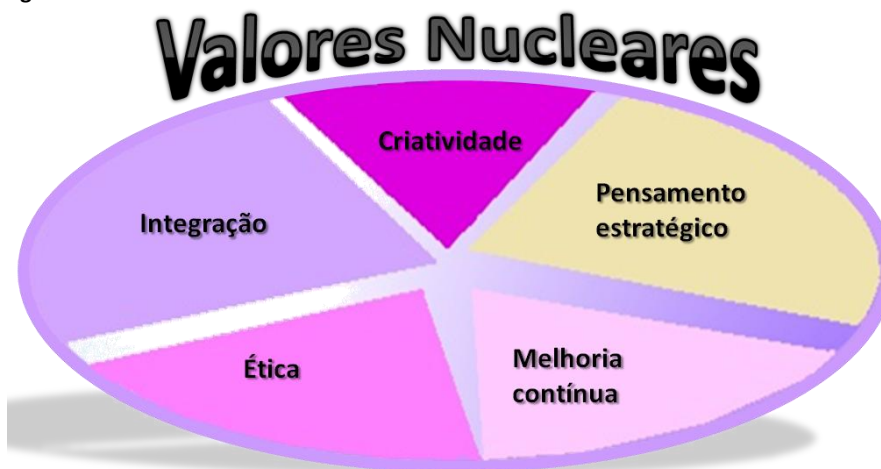 Valores Nucleares
Criatividade
Pensamento
estratégico
Integração
Ética
Melhoria
contínua